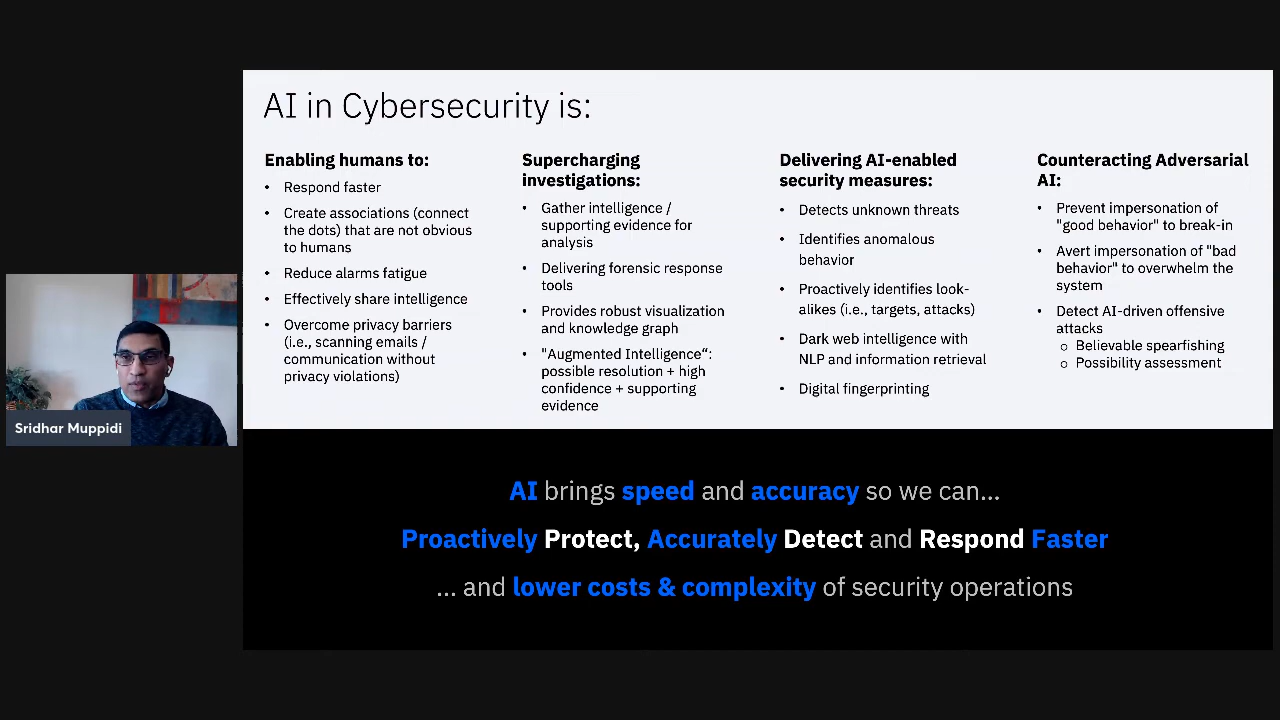 AI in Cybersecurity is:
Enabling humans to:
• Respond faster
• Create associations (connect
the dots) that are not obvious
to humans
• Reduce alarms fatigue
• Effectively share intelligence
• Overcome privacy barriers
(i.e., scanning emails /
communication without
privacy violations)
Supercharging
investigations:
• Gather intelligence /
supporting evidence for
analysis
• Delivering forensic response
tools
• Provides robust visualization
and knowledge graph
• "Augmented Intelligence“:
possible resolution + high
confidence + supporting
evidence
Delivering AI-enabled
security measures:
• Detects unknown threats
• Identifies anomalous
behavior
• Proactively identifies look-
alikes (i.e., targets, attacks)
• Dark web intelligence with
NLP and information retrieval
• Digital fingerprinting
Counteracting Adversarial
AI:
• Prevent impersonation of
"good behavior" to break-in
• Avert impersonation of "bad
behavior" to overwhelm the
system
• Detect AI-driven offensive
attacks
o Believable spearfishing
o Possibility assessment
Sridhar Muppidi
AI brings speed and accuracy so we can...
Proactively Protect, Accurately Detect and Respond Faster
... and lower costs & complexity of security operations